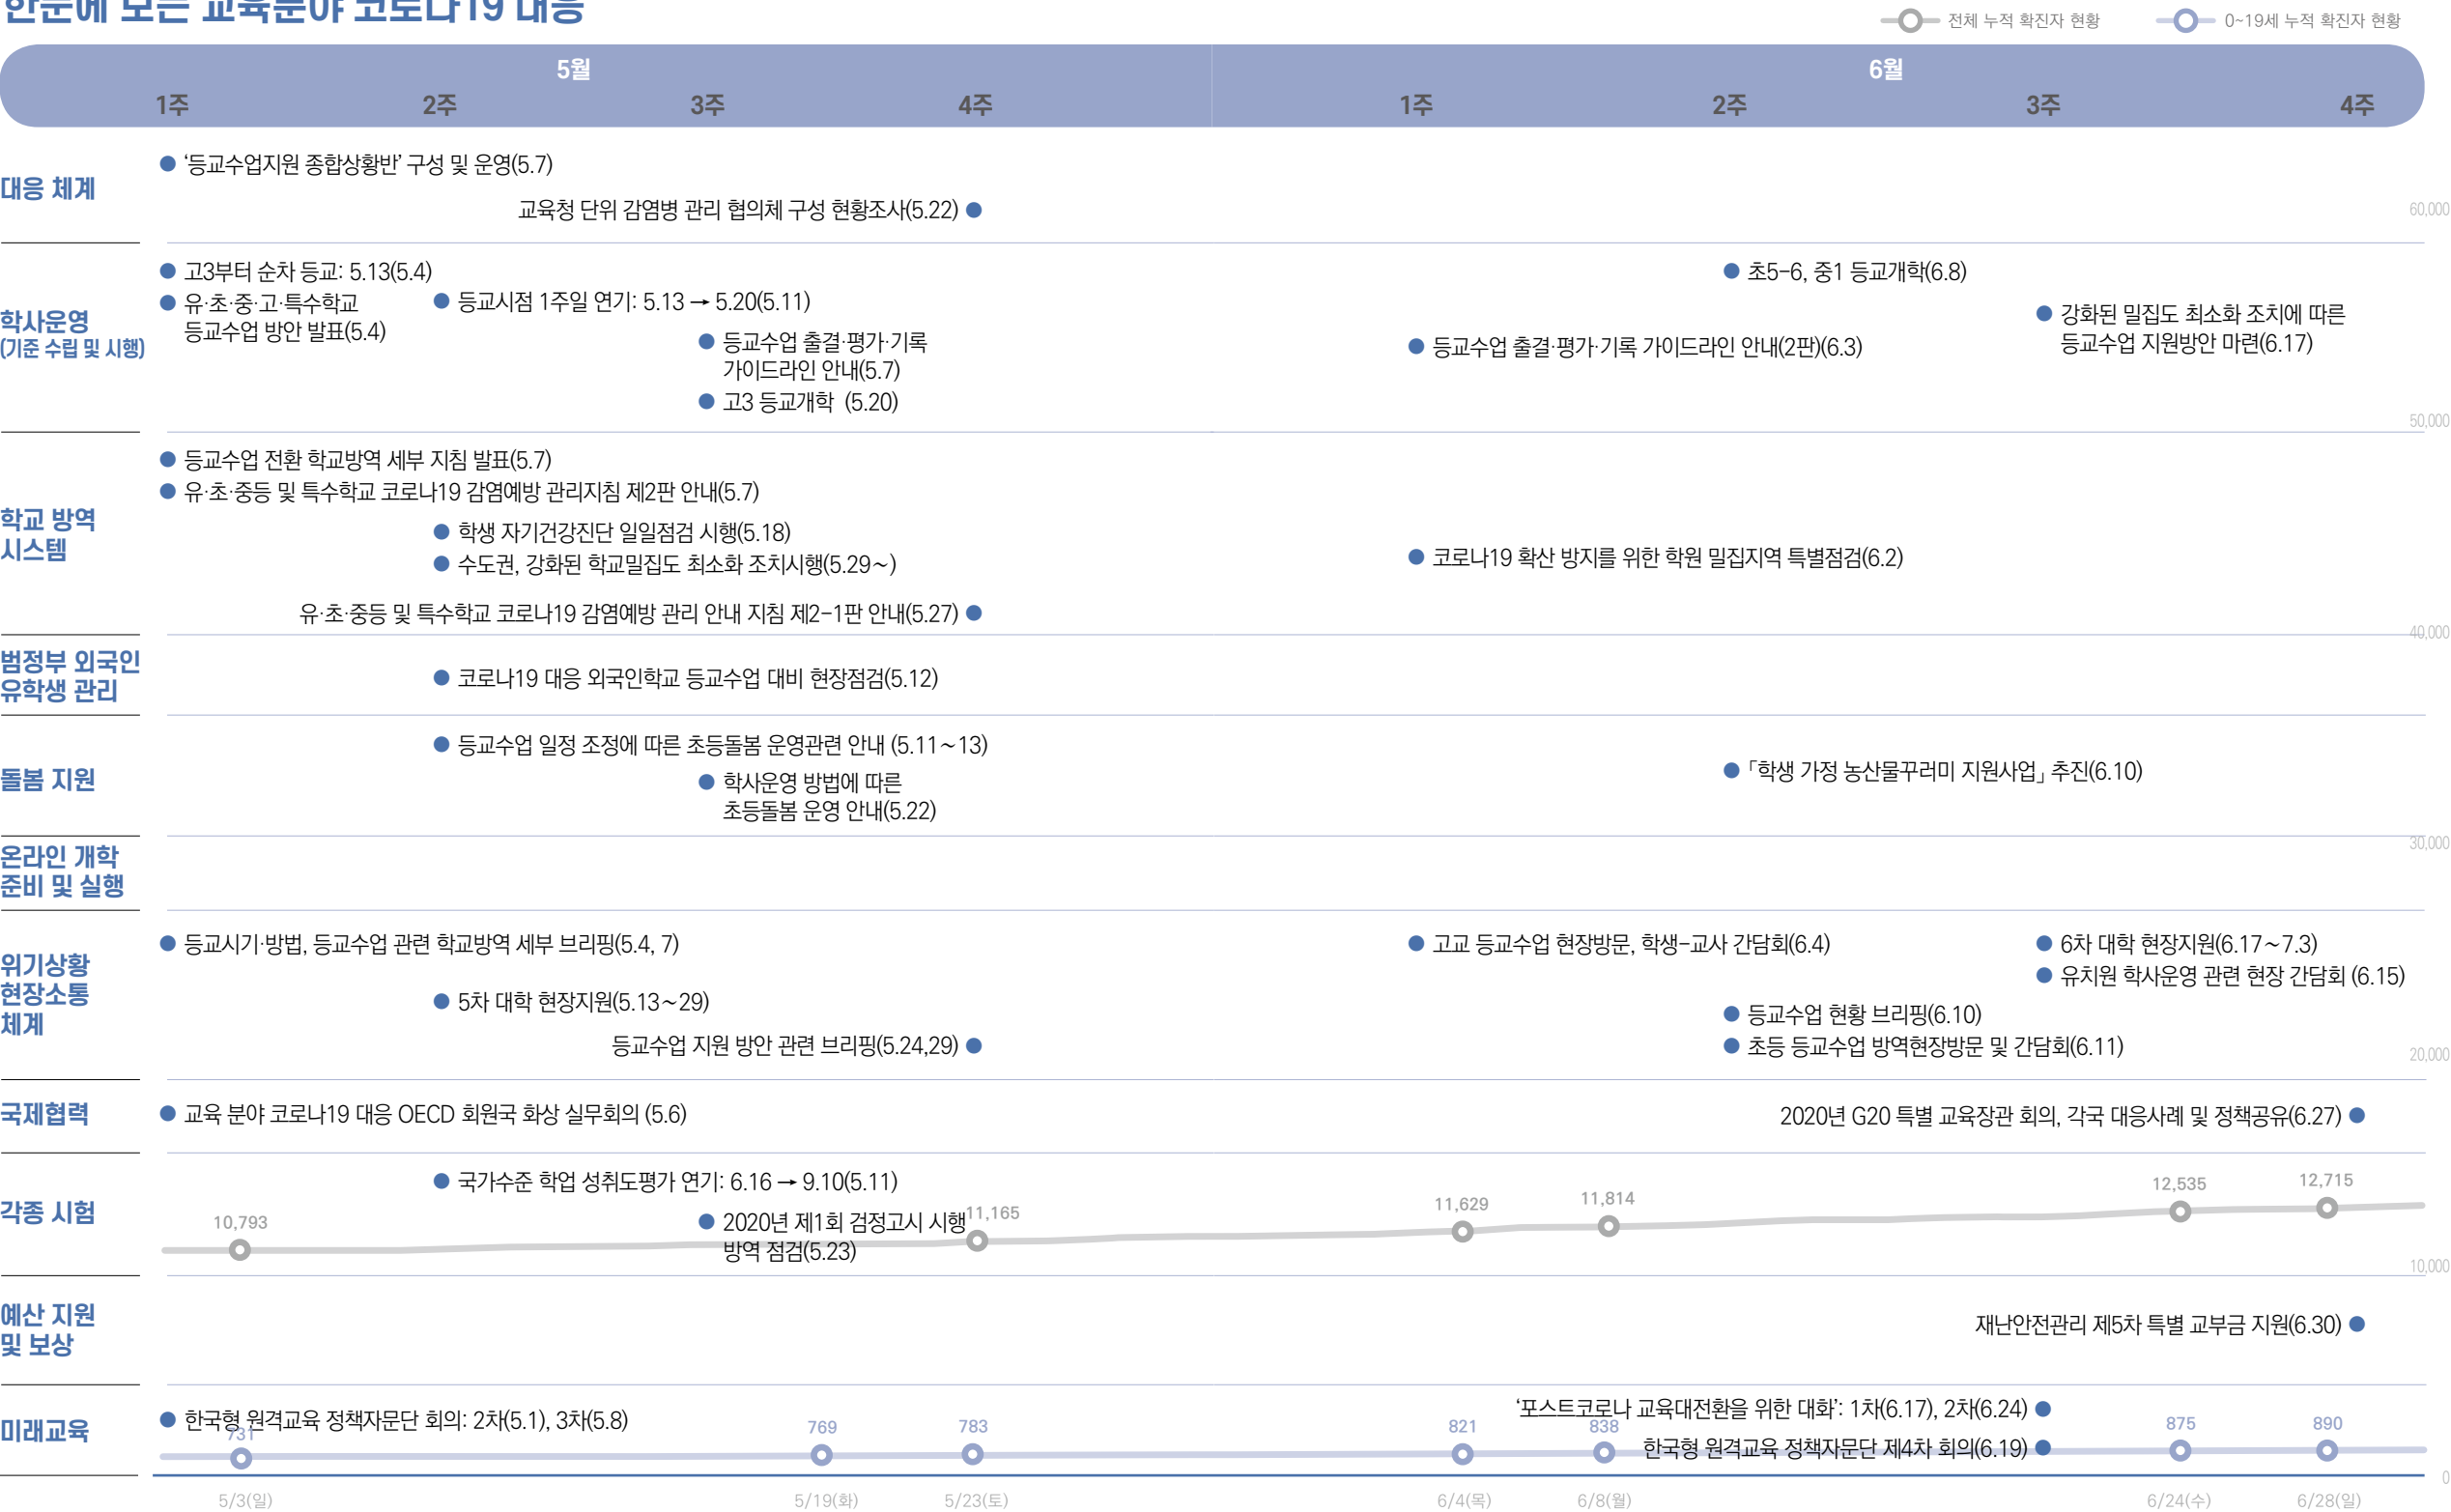 한눈에 보는 교육분야 코로나19 대응
전체 누적 확진자 현황
0~19세 누적 확진자 현황
5월
6월
1주
2주
3주
4주
1주
2주
3주
4주
대응 체계
‘등교수업지원 종합상황반’ 구성 및 운영(5.7)
교육청 단위 감염병 관리 협의체 구성 현황조사(5.22)
60,000
학사운영
(기준 수립 및 시행)
고3부터 순차 등교: 5.13(5.4)
유·초·중·고·특수학교
등교수업 방안 발표(5.4)
등교시점 1주일 연기: 5.13 → 5.20(5.11)
등교수업 출결·평가·기록
가이드라인 안내(5.7)
고3 등교개학 (5.20)
등교수업 출결·평가·기록 가이드라인 안내(2판)(6.3)
초5-6, 중1 등교개학(6.8)
강화된 밀집도 최소화 조치에 따른
등교수업 지원방안 마련(6.17)
50,000
학교 방역
시스템
등교수업 전환 학교방역 세부 지침 발표(5.7)
유·초·중등 및 특수학교 코로나19 감염예방 관리지침 제2판 안내(5.7)
학생 자기건강진단 일일점검 시행(5.18)
수도권, 강화된 학교밀집도 최소화 조치시행(5.29~)
유·초·중등 및 특수학교 코로나19 감염예방 관리 안내 지침 제2-1판 안내(5.27)
코로나19 확산 방지를 위한 학원 밀집지역 특별점검(6.2)
40,000
범정부 외국인
유학생 관리
코로나19 대응 외국인학교 등교수업 대비 현장점검(5.12)
돌봄 지원
등교수업 일정 조정에 따른 초등돌봄 운영관련 안내 (5.11~13)
학사운영 방법에 따른
초등돌봄 운영 안내(5.22)
「학생 가정 농산물꾸러미 지원사업」 추진(6.10)
30,000
온라인 개학
준비 및 실행
위기상황
현장소통
체계
등교시기·방법, 등교수업 관련 학교방역 세부 브리핑(5.4, 7)
5차 대학 현장지원(5.13~29)
등교수업 지원 방안 관련 브리핑(5.24,29)
고교 등교수업 현장방문, 학생-교사 간담회(6.4)
등교수업 현황 브리핑(6.10)
초등 등교수업 방역현장방문 및 간담회(6.11)
6차 대학 현장지원(6.17~7.3)
유치원 학사운영 관련 현장 간담회 (6.15)
20,000
국제협력
교육 분야 코로나19 대응 OECD 회원국 화상 실무회의 (5.6)
2020년 G20 특별 교육장관 회의, 각국 대응사례 및 정책공유(6.27)
각종 시험
국가수준 학업 성취도평가 연기: 6.16 → 9.10(5.11)
2020년 제1회 검정고시 시행
방역 점검(5.23)
10,793
11,165
11,629
11,814
12,535
12,715
10,000
예산 지원
및 보상
재난안전관리 제5차 특별 교부금 지원(6.30)
미래교육
한국형 원격교육 정책자문단 회의: 2차(5.1), 3차(5.8)
‘포스트코로나 교육대전환을 위한 대화’: 1차(6.17), 2차(6.24)
한국형 원격교육 정책자문단 제4차 회의(6.19)
731
769
783
821
838
875
890
0
5/3(일)
5/19(화)
5/23(토)
6/4(목)
6/8(월)
6/24(수)
6/28(일)